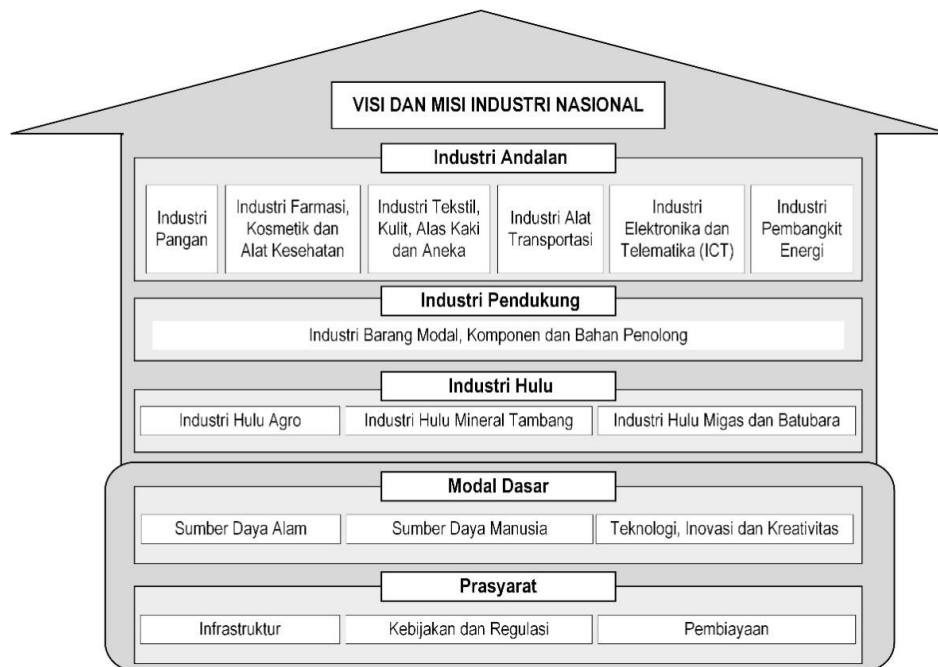 VISI DAN MISI INDUSTRI NASIONAL
Industri Andalan
Industri
Pangan
Industri Farmasi,
Kosmetik dan
Alat Kesehatan
Industri Tekstil,
Kulit, Alas Kaki
dan Aneka
Industri Alat
Transportasi
Industri
Elektronika dan
Telematika (ICT)
Industri
Pembangkit
Energi
Industri Pendukung
Industri Barang Modal, Komponen dan Bahan Penolong
Industri Hulu
Industri Hulu Agro
Industri Hulu Mineral Tambang
Industri Hulu Migas dan Batubara
Modal Dasar
Sumber Daya Alam
Sumber Daya Manusia
Teknologi, Inovasi dan Kreativitas
Prasyarat
Infrastruktur
Kebijakan dan Regulasi
Pembiayaan